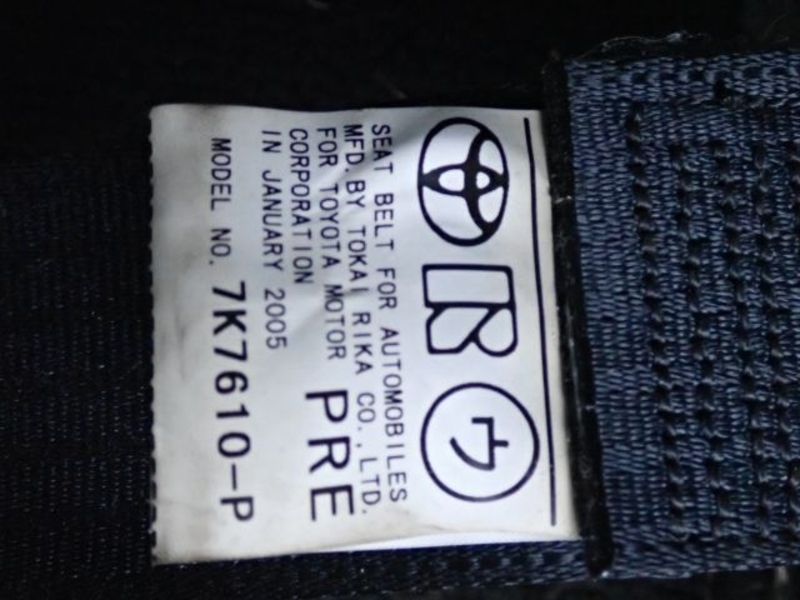 ウ
SEAT BELT FOR AUTOMOBILES
MFD. BY TOKAI RIKA CO., LTD.
FOR TOYOTA MOTOR
CORPORATION
PRE
IN JANUARY 2005
MODEL NO. 7K7610-P